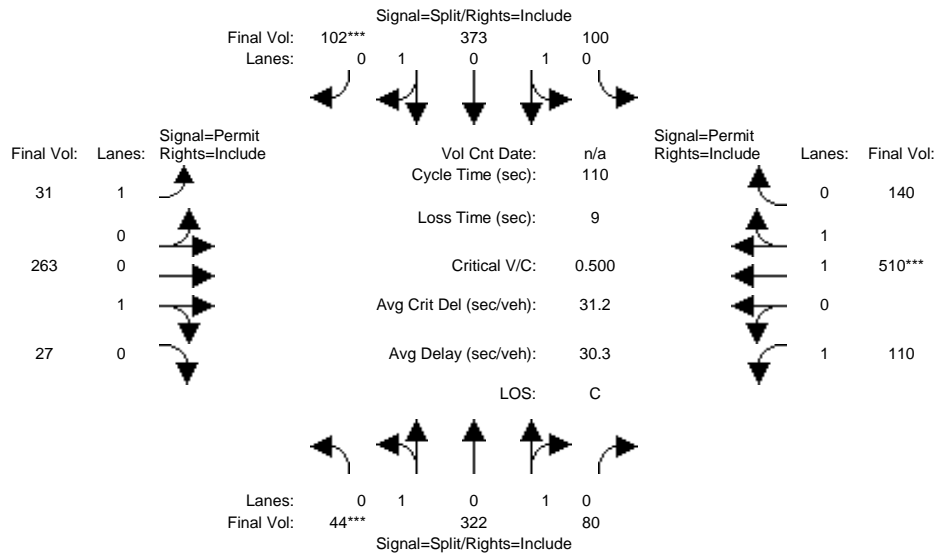 Signal=Split/Rights=Include
Final Vol: 102*** 373 100
Lanes: 0 1 0 1 0
Signal=Permit
Final Vol: Lanes: Rights=Include
Vol Cnt Date: n/a
Signal=Permit
Rights=Include Lanes: Final Vol:
Cycle Time (sec): 110
31 1
0 140
Loss Time (sec): 9
0
1
263 0
Critical V/C: 0.500
1 510***
1
Avg Crit Del (sec/veh): 31.2
0
27 0
Avg Delay (sec/veh): 30.3
1 110
LOS: C
Lanes: 0 1 0 1 0
Final Vol: 44*** 322 80
Signal=Split/Rights=Include